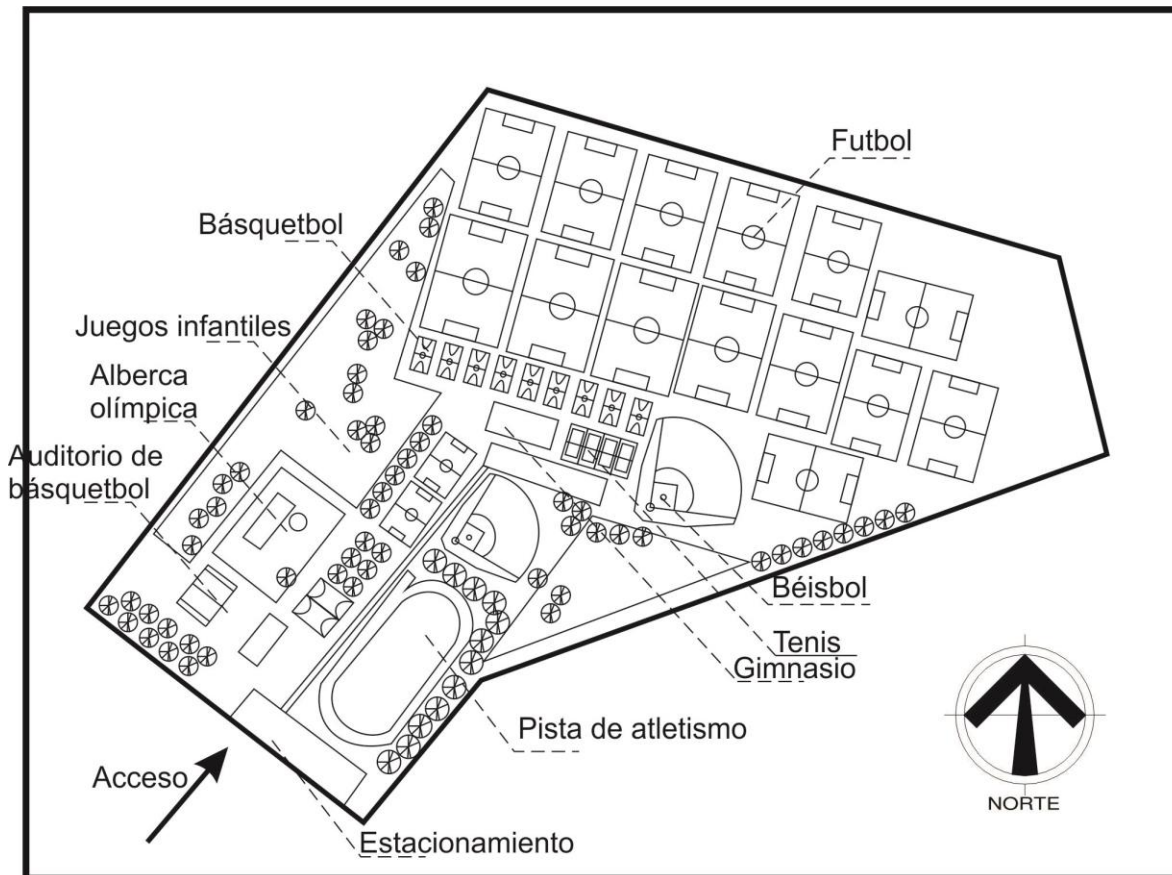 Futbol
Básquetbol
Juegos infantiles
Alberca
olímpica
Auditorio de
básquetbol
Béisbol
Tenis
Gimnasio
Pista de atletismo
Acceso
NORTE
Estacionamiento